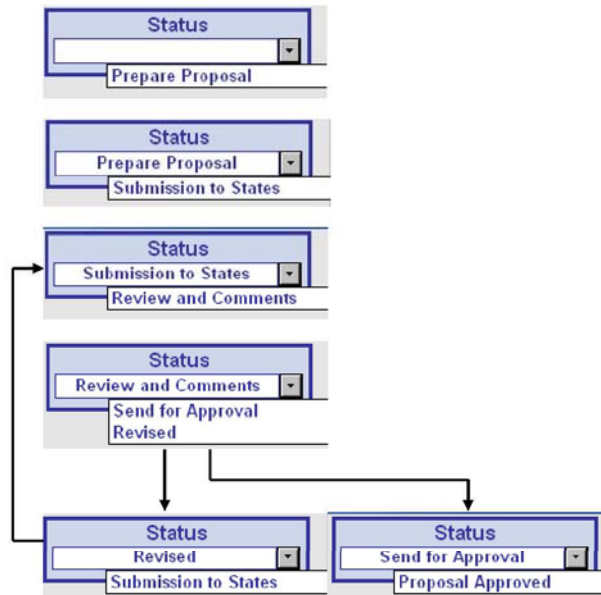 Status
Prepare Proposal
Status
Prepare Proposal
Submission to States
Status
Submission to States
Review and Comments
Status
Review and Comments
Send for Approval
Revised
Status
Revised
Submission to States
Status
Send for Approval
Proposal Approved